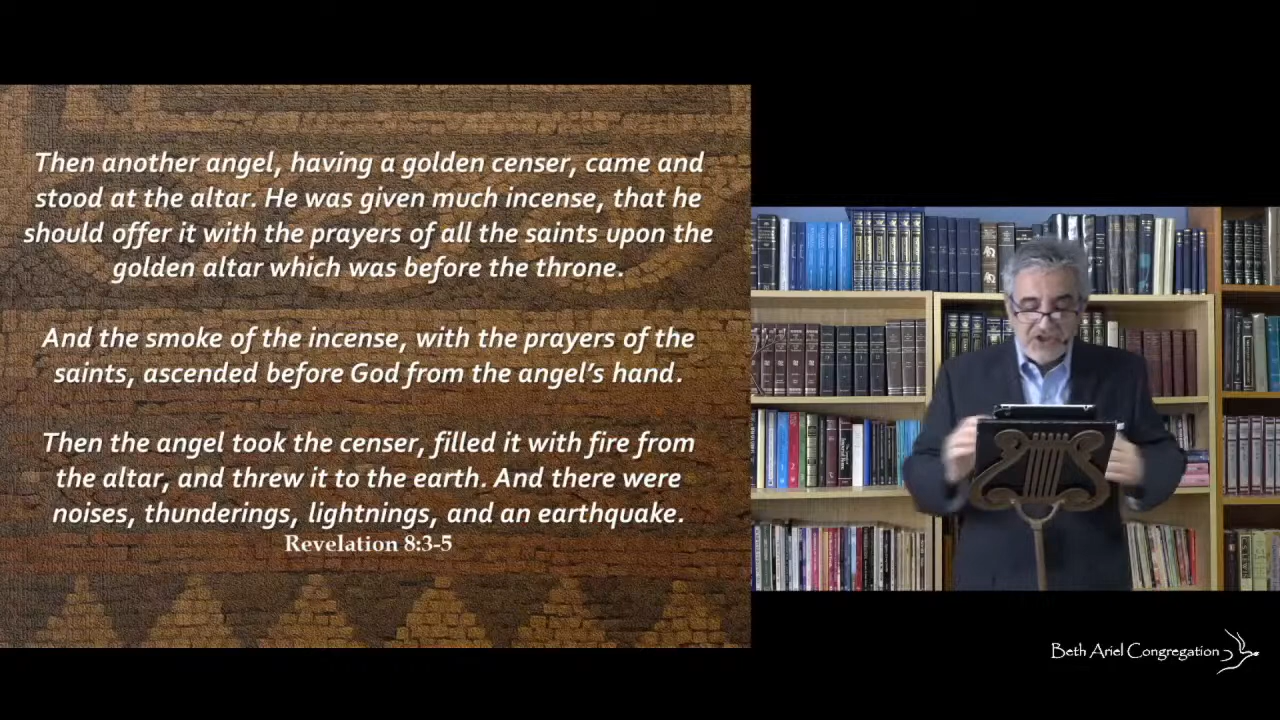 Then another angel, having a golden censer, came and
stood at the altar. He was given much incense, that he
should offer it with the prayers of all the saints upon the
golden altar which was before the throne.
And the smoke of the incense, with the prayers of the
saints, ascended before God from the angel's hand.
Then the angel took the censer, filled it with fire from
the altar, and threw it to the earth. And there were
noises, thunderings, lightnings, and an earthquake.
Revelation 8:3-5
Beth Ariel Congregation